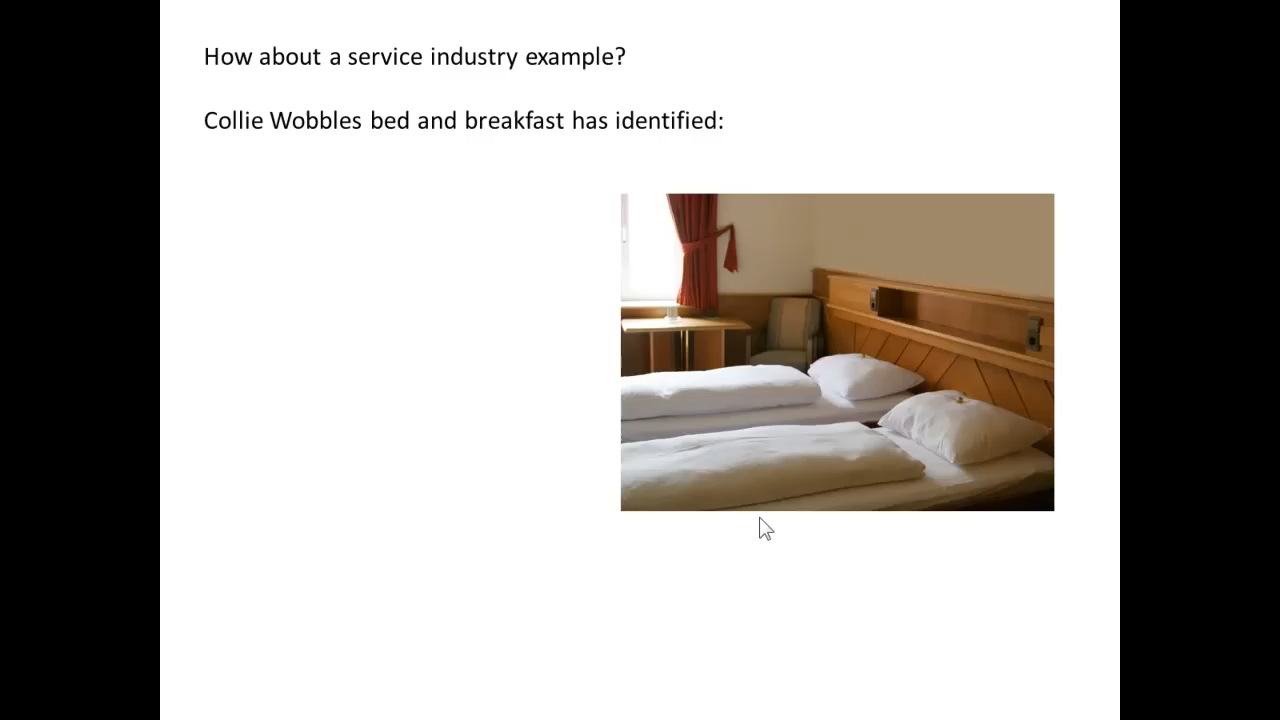 How about a service industry example?
Collie Wobbles bed and breakfast has identified: